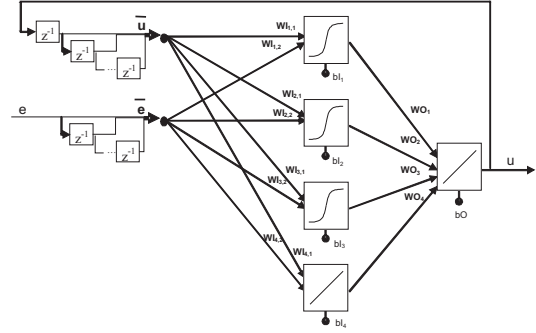 z⁻¹
u
z⁻¹
... z⁻¹
WI₁,₁
WI₁,₂
bI₁
e
e
z⁻¹
... z⁻¹
WI₂,₁
WI₂,₂
bI₂
WO₁
WO₂
WO₃
WO₄
u
bO
WI₃,₁
WI₃,₂
bI₃
WI₄,₂
WI₄,₁
bI₄